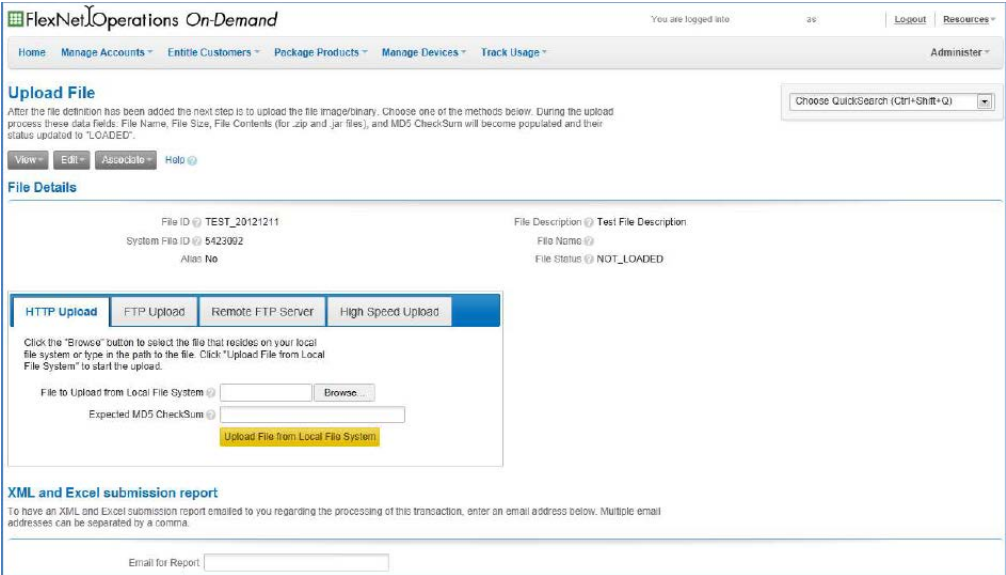 FlexNet Operations On-Demand
You are logged into as Logout Resources
Home Manage Accounts Entitle Customers Package Products Manage Devices Track Usage Administer
Upload File
Choose QuickSearch (Ctrl+Shift+Q)
After the file definition has been added the next step is to upload the file image/binary. Choose one of the methods below. During the upload
process these data fields: File Name, File Size, File Contents (for .zip and .jar files), and MD5 CheckSum will become populated and their
status updated to "LOADED".
View Edit Associate Help
File Details
File ID TEST_20121211 File Description Test File Description
System File ID 5423092 File Name
Alias No File Status NOT_LOADED
HTTP Upload FTP Upload Remote FTP Server High Speed Upload
Click the "Browse" button to select the file that resides on your local
file system or type in the path to the file. Click "Upload File from Local
File System" to start the upload.
File to Upload from Local File System Browse...
Expected MD5 CheckSum
Upload File from Local File System
XML and Excel submission report
To have an XML and Excel submission report emailed to you regarding the processing of this transaction, enter an email address below. Multiple email
addresses can be separated by a comma.
Email for Report